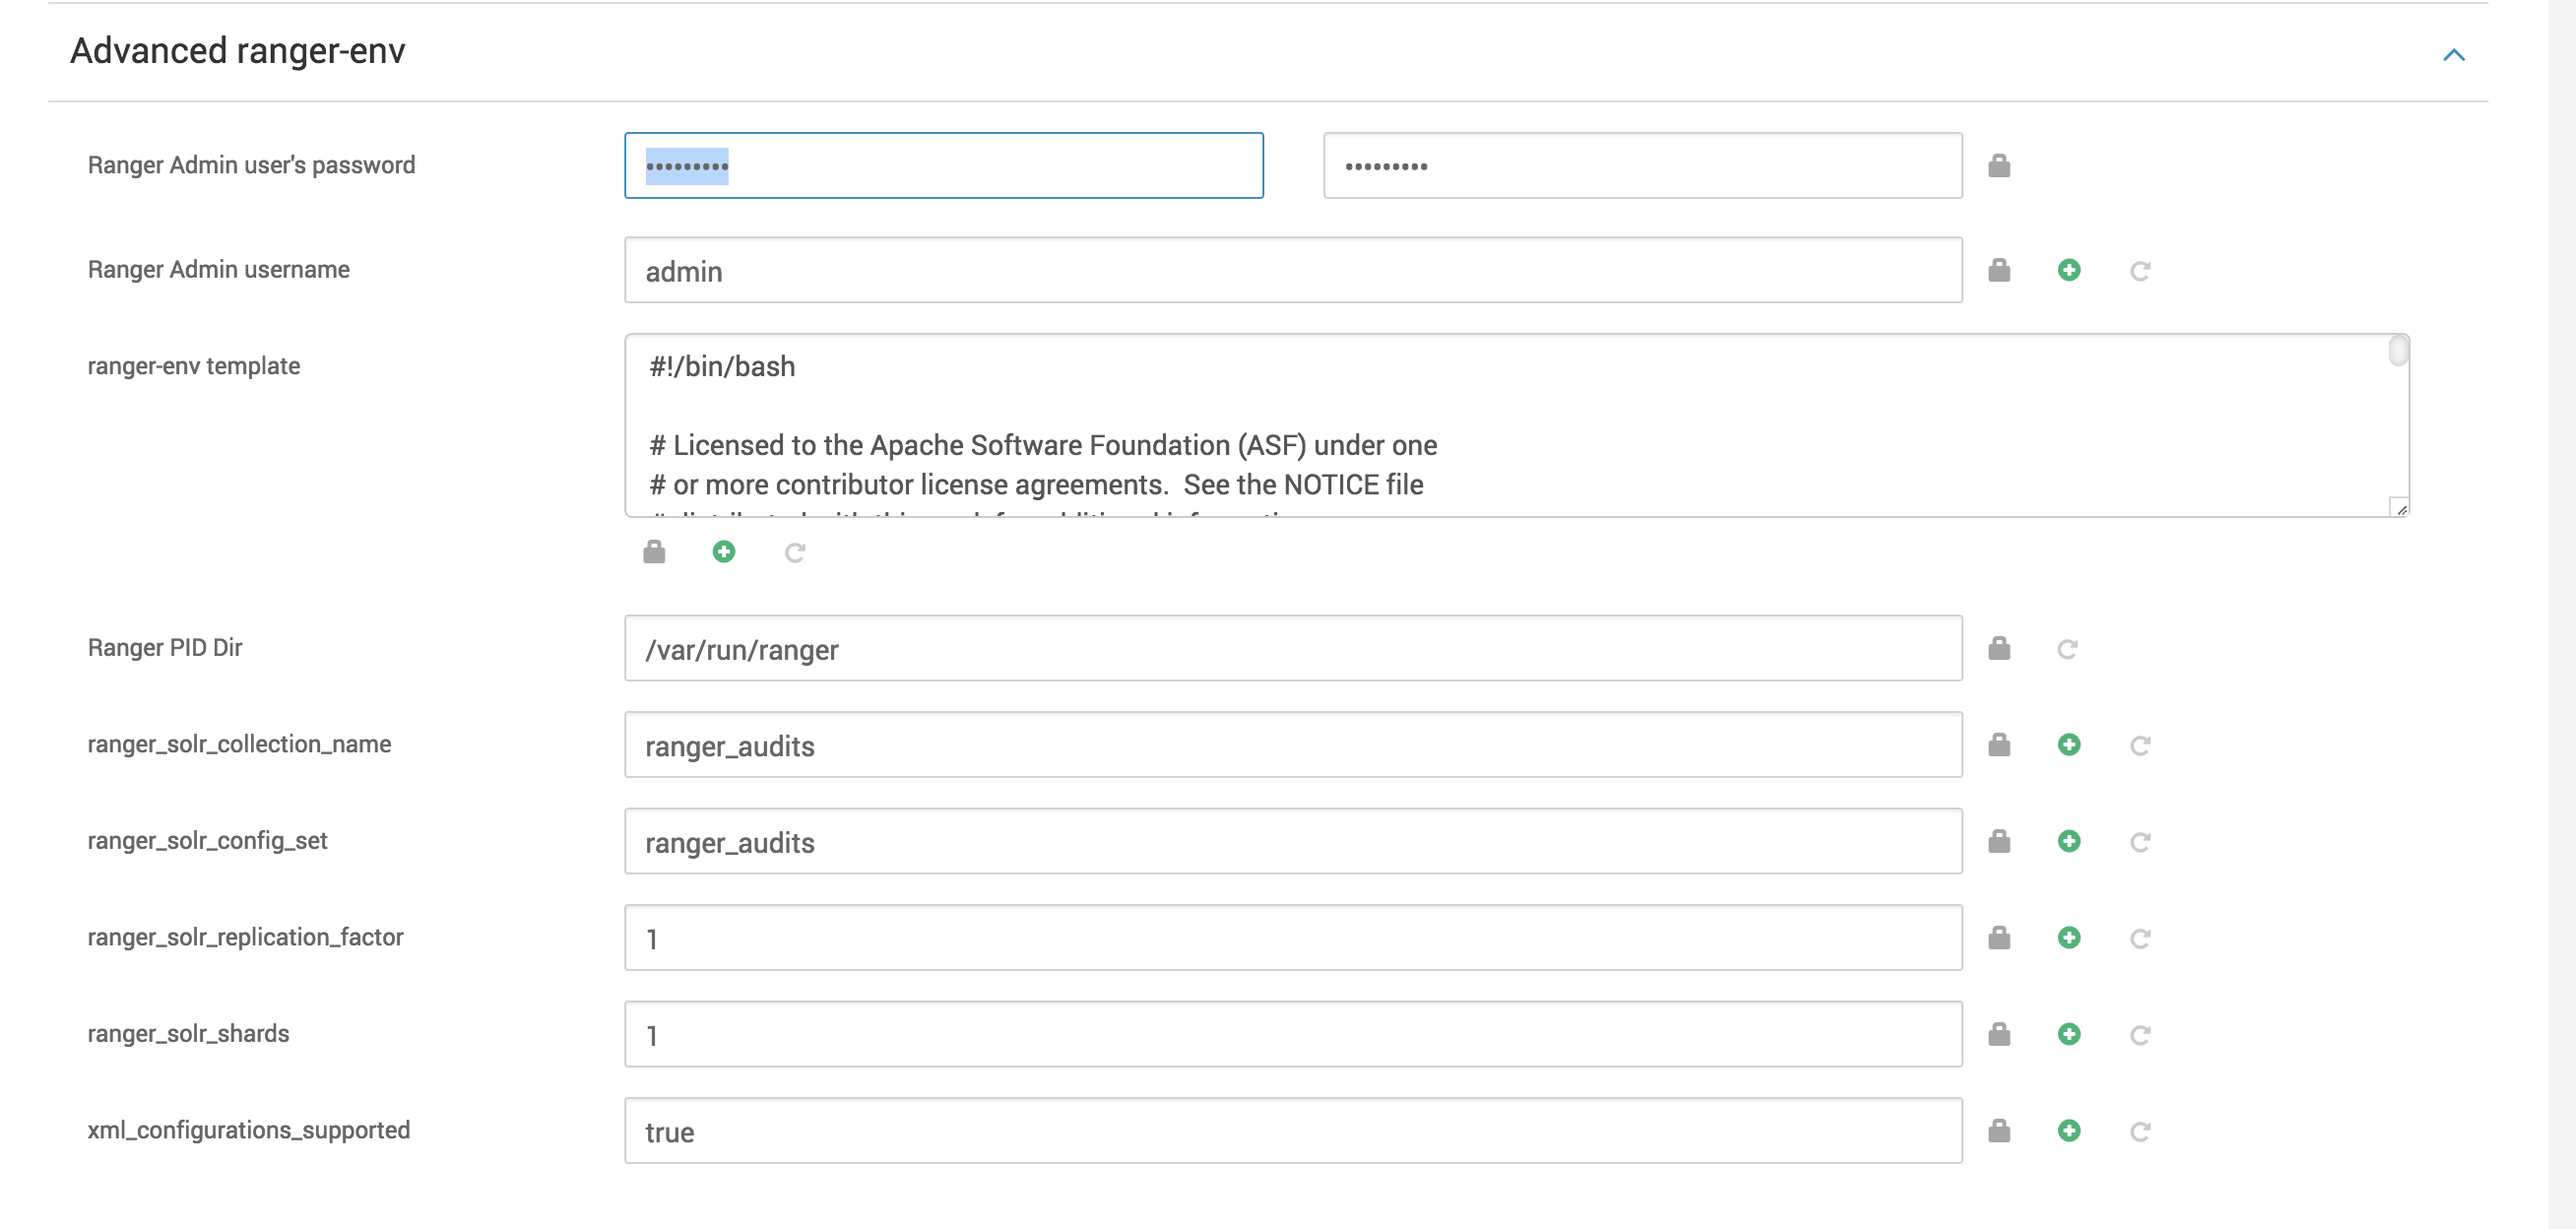 Advanced ranger-env
Ranger Admin user's password
•••••••••
•••••••••
Ranger Admin username
admin
ranger-env template
#!/bin/bash
# Licensed to the Apache Software Foundation (ASF) under one
# or more contributor license agreements.  See the NOTICE file
Ranger PID Dir
/var/run/ranger
ranger_solr_collection_name
ranger_audits
ranger_solr_config_set
ranger_audits
ranger_solr_replication_factor
1
ranger_solr_shards
1
xml_configurations_supported
true